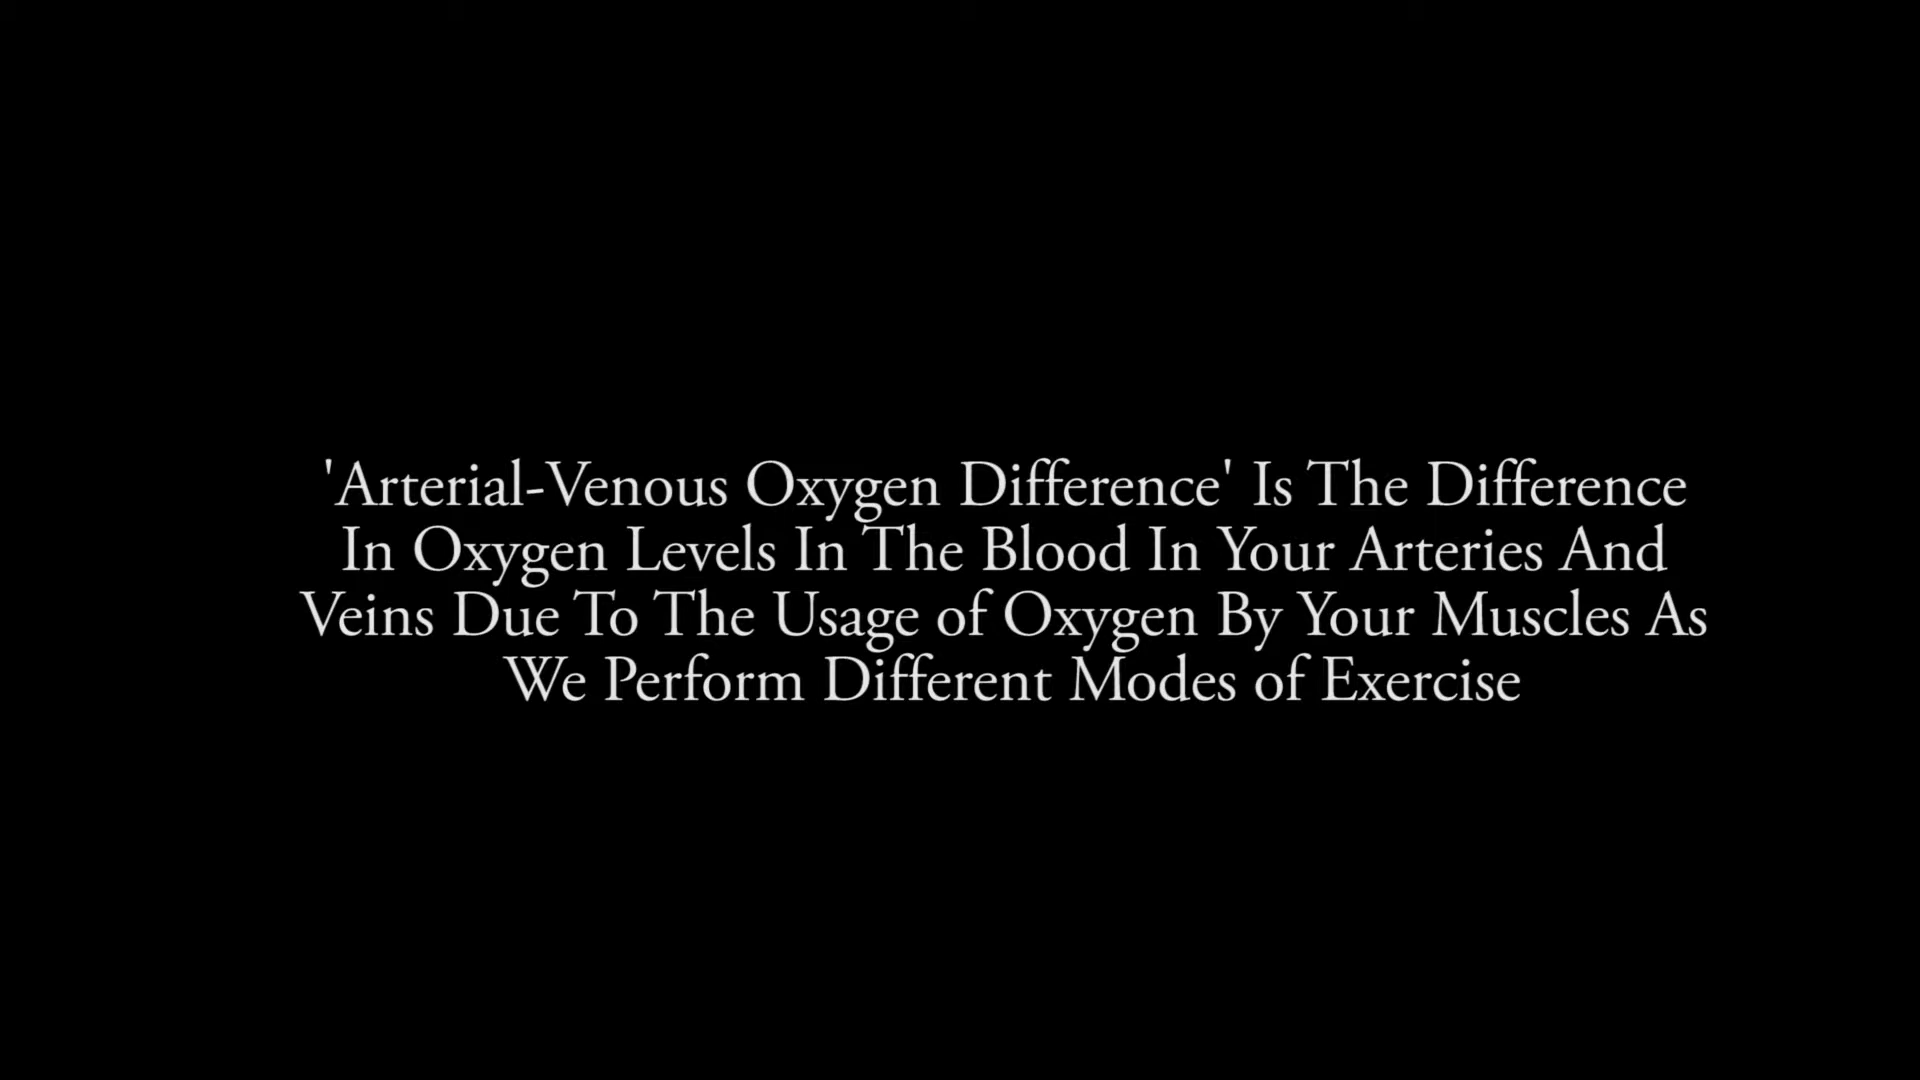 'Arterial-Venous Oxygen Difference' Is The Difference
In Oxygen Levels In The Blood In Your Arteries And
Veins Due To The Usage of Oxygen By Your Muscles As
We Perform Different Modes of Exercise